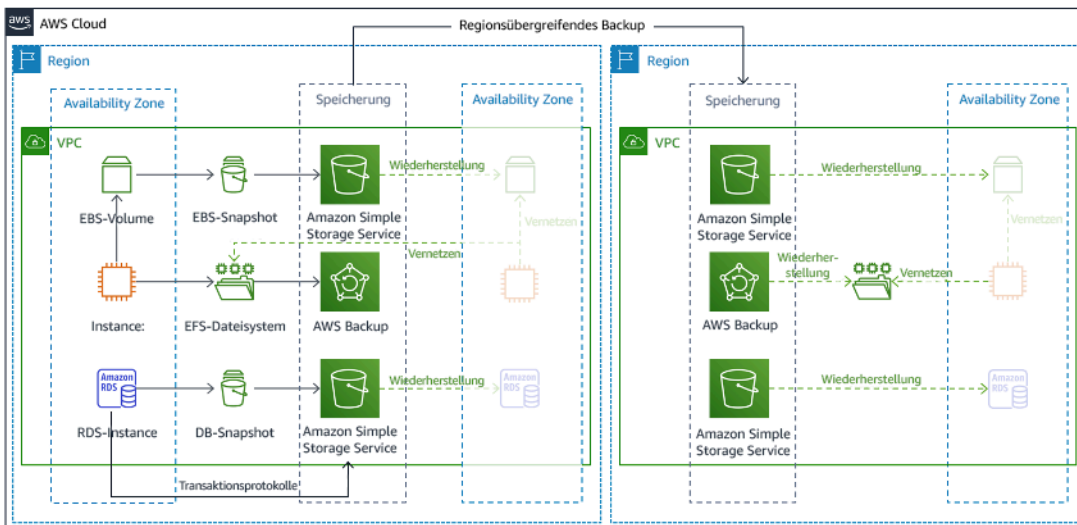 aws
AWS Cloud
Regionsübergreifendes Backup
Region
Region
Availability Zone
Speicherung
Availability Zone
Speicherung
Availability Zone
VPC
VPC
Wiederherstellung
Wiederherstellung
EBS-Volume
EBS-Snapshot
Amazon Simple
Storage Service
Vernetzen
Amazon Simple
Storage Service
Vernetzen
Vernetzen
Wiederher-
stellung
Vernetzen
Instance:
EFS-Dateisystem
AWS Backup
AWS Backup
Amazon
RDS
Wiederherstellung
Amazon
RDS
Wiederherstellung
Amazon
RDS
RDS-Instance
DB-Snapshot
Amazon Simple
Storage Service
Amazon Simple
Storage Service
Transaktionsprotokolle